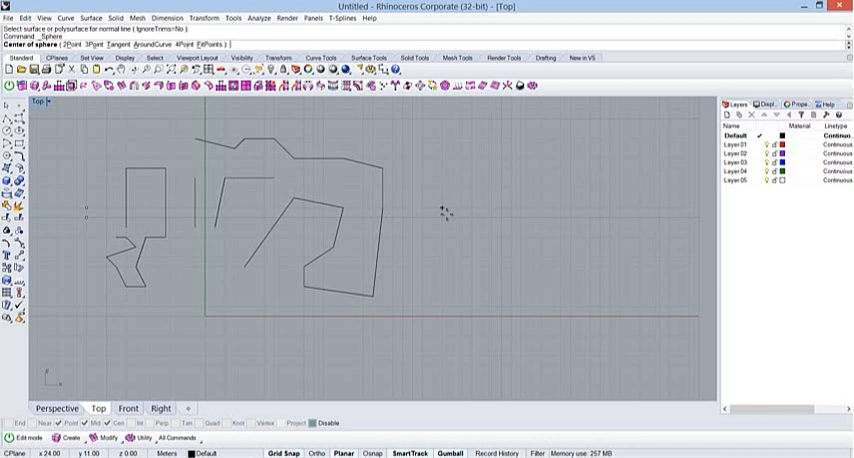 Untitled - Rhinoceros Corporate (32-bit) - [Top]
File Edit View Curve Surface Solid Mesh Dimension Transform Tools Analyze Render Panels T-Splines Help
Select surface or polysurface for normal line ( IgnoreTrims=No ):
Command: _Sphere
Center of sphere ( 2Point 3Point Tangent AroundCurve 4Point FitPoints ):
Standard CPlanes Set View Display Select Viewport Layout Visibility Transform Curve Tools Surface Tools Solid Tools Mesh Tools Render Tools Drafting New in V5
Top
Layers Displ... Prope... Help
Name Material Linetype
Default Continuo...
Layer 01 Continuous
Layer 02 Continuous
Layer 03 Continuous
Layer 04 Continuous
Layer 05 Continuous
Perspective Top Front Right
End Near Point Mid Cen Int Perp Tan Quad Knot Vertex Project Disable
Edit mode Create Modify Utility All Commands
CPlane x 24.00 y 11.00 z 0.00 Meters Default Grid Snap Ortho Planar Osnap SmartTrack Gumball Record History Filter Memory use: 257 MB